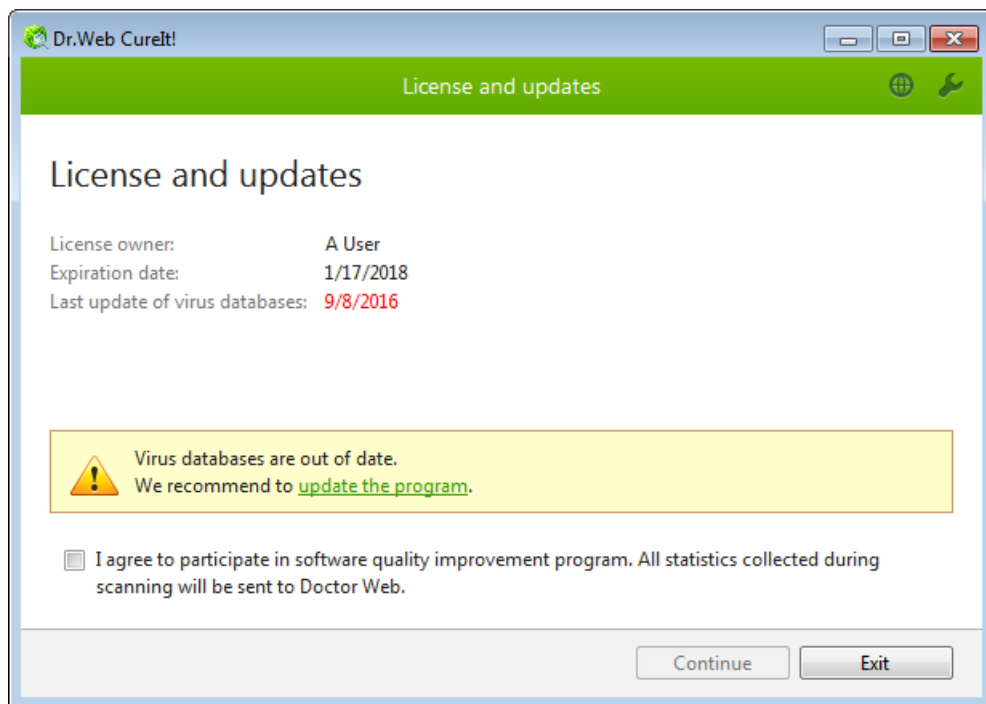 Dr.Web CureIt!
License and updates
License and updates
License owner: A User
Expiration date: 1/17/2018
Last update of virus databases: 9/8/2016
Virus databases are out of date.
We recommend to update the program.
I agree to participate in software quality improvement program. All statistics collected during
scanning will be sent to Doctor Web.
Continue Exit